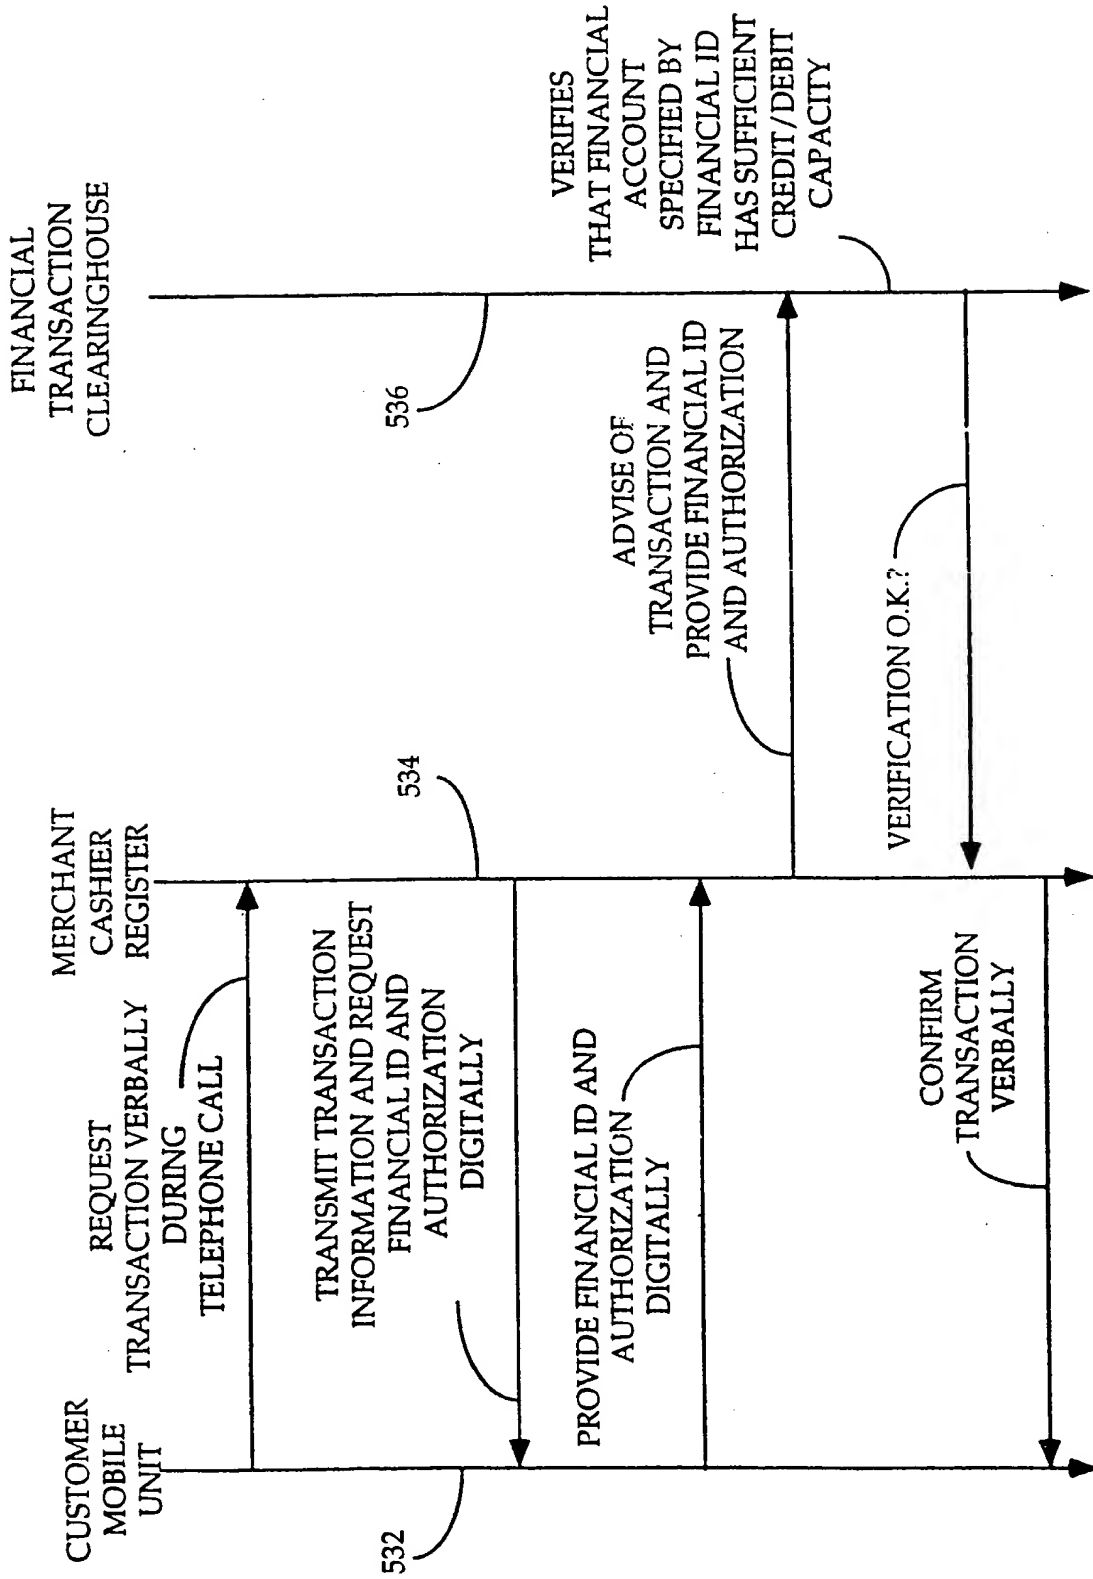 CUSTOMER
MOBILE
UNIT
REQUEST
TRANSACTION VERBALLY
DURING
TELEPHONE CALL
MERCHANT
CASHIER
REGISTER
FINANCIAL
TRANSACTION
CLEARINGHOUSE
532
534
536
TRANSMIT TRANSACTION
INFORMATION AND REQUEST
FINANCIAL ID AND
AUTHORIZATION
DIGITALLY
PROVIDE FINANCIAL ID AND
AUTHORIZATION
DIGITALLY
ADVISE OF
TRANSACTION AND
PROVIDE FINANCIAL ID
AND AUTHORIZATION
VERIFIES
THAT FINANCIAL
ACCOUNT
SPECIFIED BY
FINANCIAL ID
HAS SUFFICIENT
CREDIT/DEBIT
CAPACITY
VERIFICATION O.K.?
CONFIRM
TRANSACTION
VERBALLY